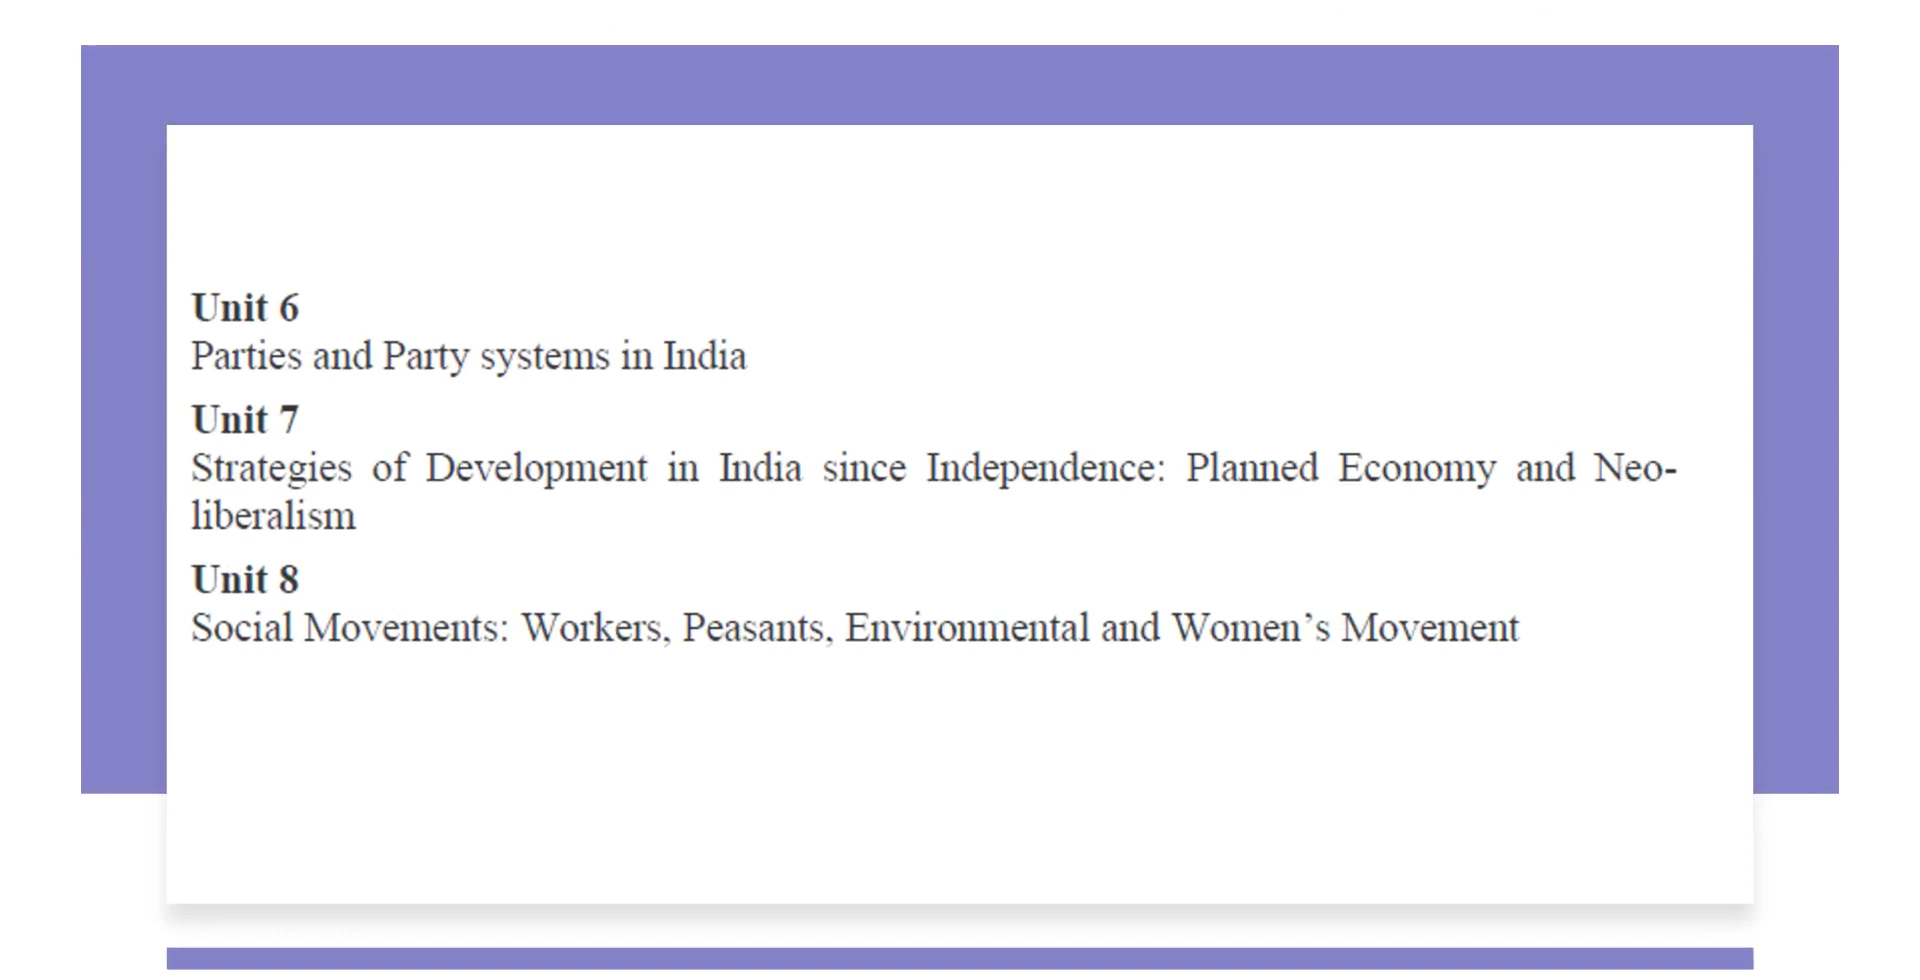 Unit 6
Parties and Party systems in India
Unit 7
Strategies of Development in India since Independence: Planned Economy and Neo-
liberalism
Unit 8
Social Movements: Workers, Peasants, Environmental and Women’s Movement